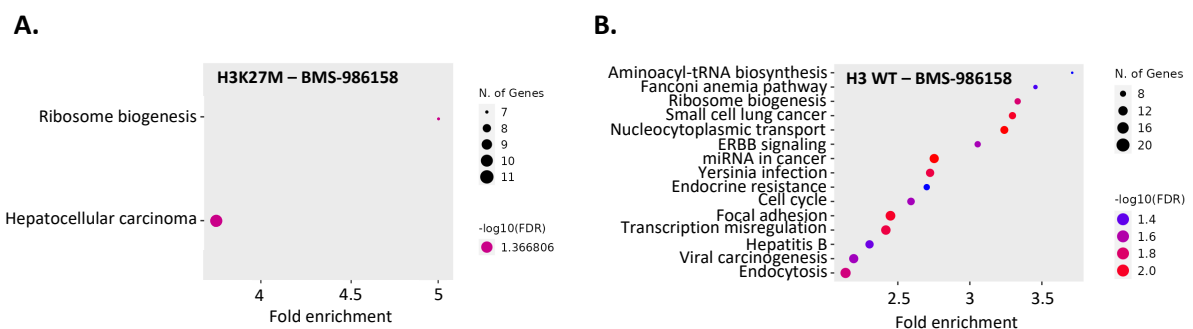 A.
H3K27M – BMS-986158
Ribosome biogenesis
Hepatocellular carcinoma
4
4.5
5
Fold enrichment
N. of Genes
7
8
9
10
11
-log10(FDR)
1.366806
B.
H3 WT – BMS-986158
Aminoacyl-tRNA biosynthesis
Fanconi anemia pathway
Ribosome biogenesis
Small cell lung cancer
Nucleocytoplasmic transport
ERBB signaling
miRNA in cancer
Yersinia infection
Endocrine resistance
Cell cycle
Focal adhesion
Transcription misregulation
Hepatitis B
Viral carcinogenesis
Endocytosis
2.5
3
3.5
Fold enrichment
N. of Genes
8
12
16
20
-log10(FDR)
1.4
1.6
1.8
2.0